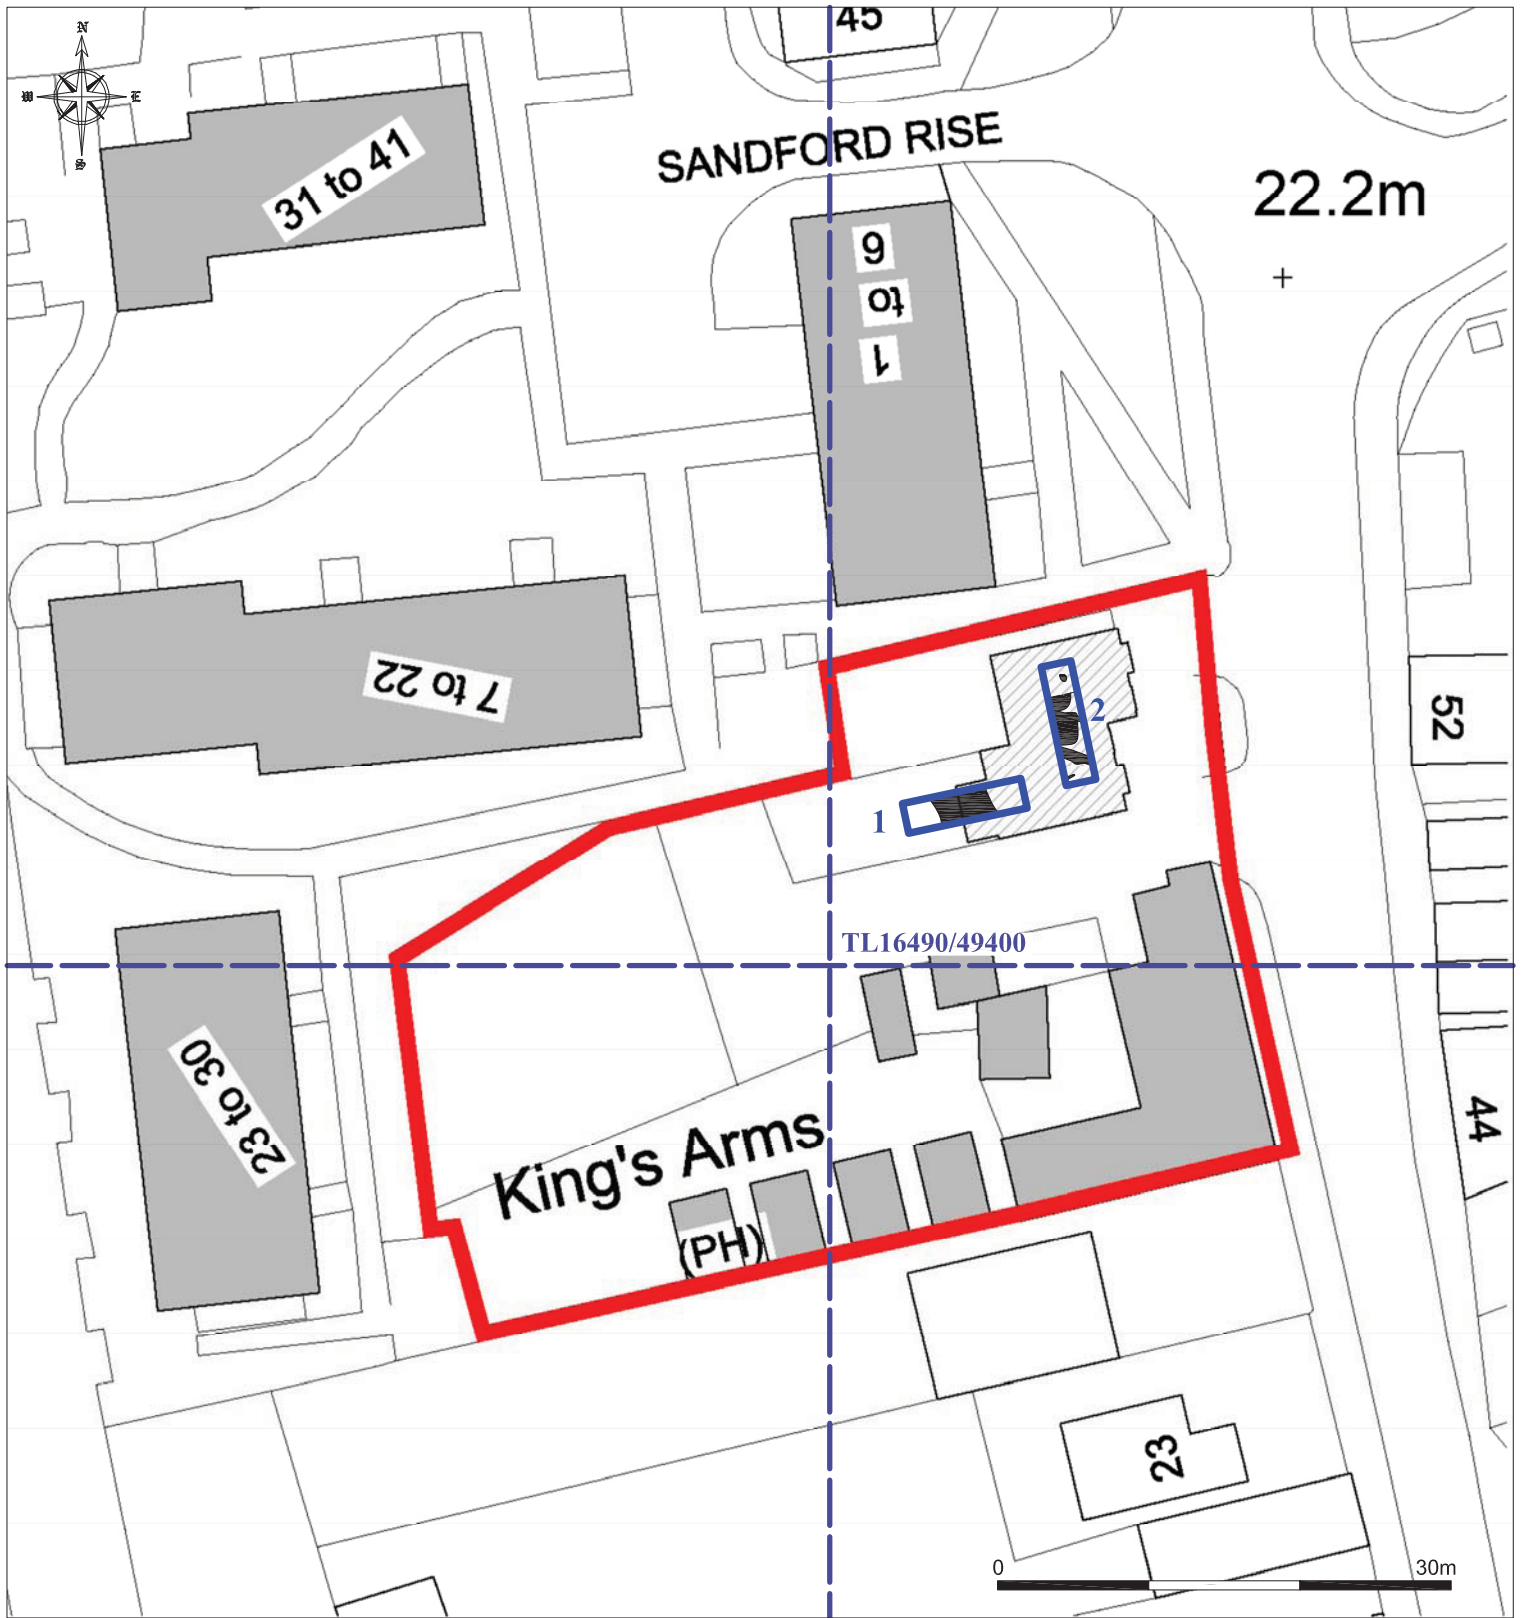 45
N
W E
S
SANDFORD RISE
31 to 41
22.2m
1 to 6
7 to 22
52
2
1
TL16490/49400
23 to 30
44
King's Arms
(PH)
23
0 30m